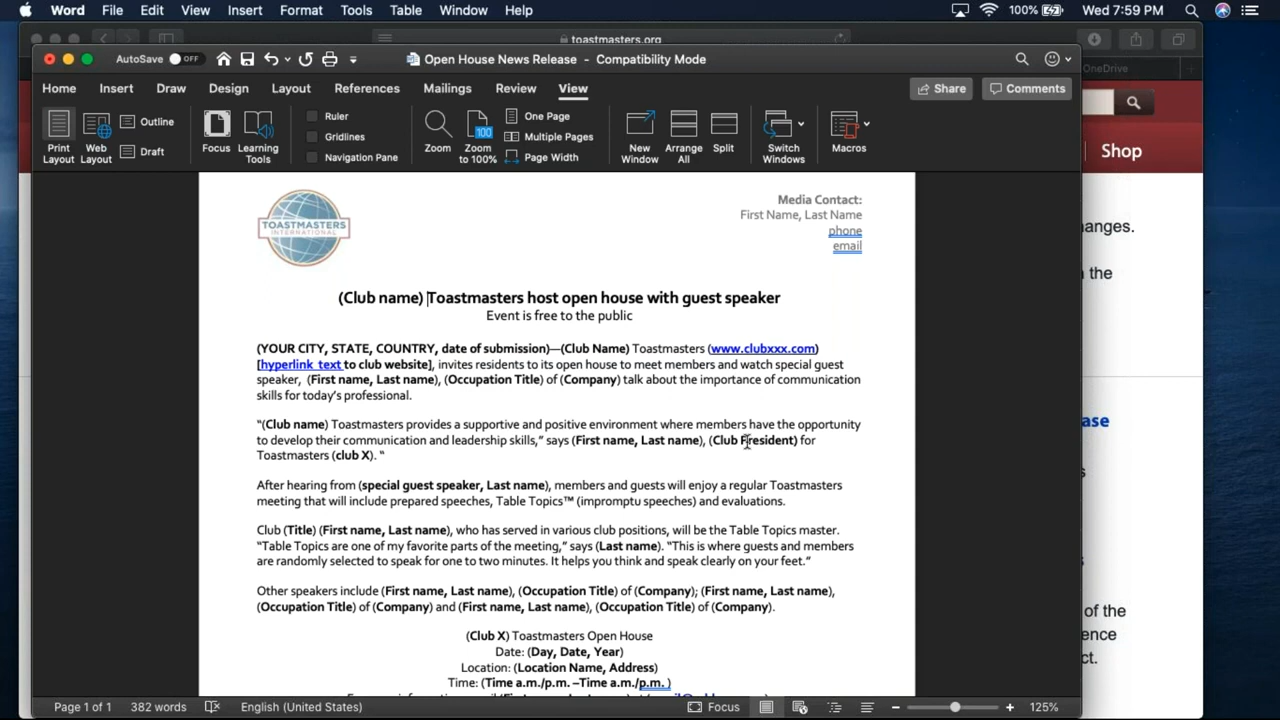 Word File Edit View Insert Format Tools Table Window Help 100% Wed 7:59 PM
toastmasters.org
AutoSave OFF Open House News Release - Compatibility Mode
OneDrive
Home Insert Draw Design Layout References Mailings Review View Share Comments
Shop
Print Layout Web Layout Outline Draft Focus Learning Tools Ruler Gridlines Navigation Pane Zoom 100 Zoom to 100% One Page Multiple Pages Page Width New Window Arrange All Split Switch Windows Macros
TOASTMASTERS
INTERNATIONAL
Media Contact:
First Name, Last Name
phone
email
(Club name) Toastmasters host open house with guest speaker
Event is free to the public
(YOUR CITY, STATE, COUNTRY, date of submission)—(Club Name) Toastmasters (www.clubxxx.com)
[hyperlink text to club website], invites residents to its open house to meet members and watch special guest
speaker, (First name, Last name), (Occupation Title) of (Company) talk about the importance of communication
skills for today's professional.
“(Club name) Toastmasters provides a supportive and positive environment where members have the opportunity
to develop their communication and leadership skills,” says (First name, Last name), (Club President) for
Toastmasters (club X). “
After hearing from (special guest speaker, Last name), members and guests will enjoy a regular Toastmasters
meeting that will include prepared speeches, Table Topics™ (impromptu speeches) and evaluations.
Club (Title) (First name, Last name), who has served in various club positions, will be the Table Topics master.
“Table Topics are one of my favorite parts of the meeting,” says (Last name). “This is where guests and members
are randomly selected to speak for one to two minutes. It helps you think and speak clearly on your feet.”
Other speakers include (First name, Last name), (Occupation Title) of (Company); (First name, Last name),
(Occupation Title) of (Company) and (First name, Last name), (Occupation Title) of (Company).
(Club X) Toastmasters Open House
Date: (Day, Date, Year)
Location: (Location Name, Address)
Time: (Time a.m./p.m. –Time a.m./p.m. )
anges.
the
ase
of the
ence
ct.
Page 1 of 1 382 words English (United States) Focus 125%